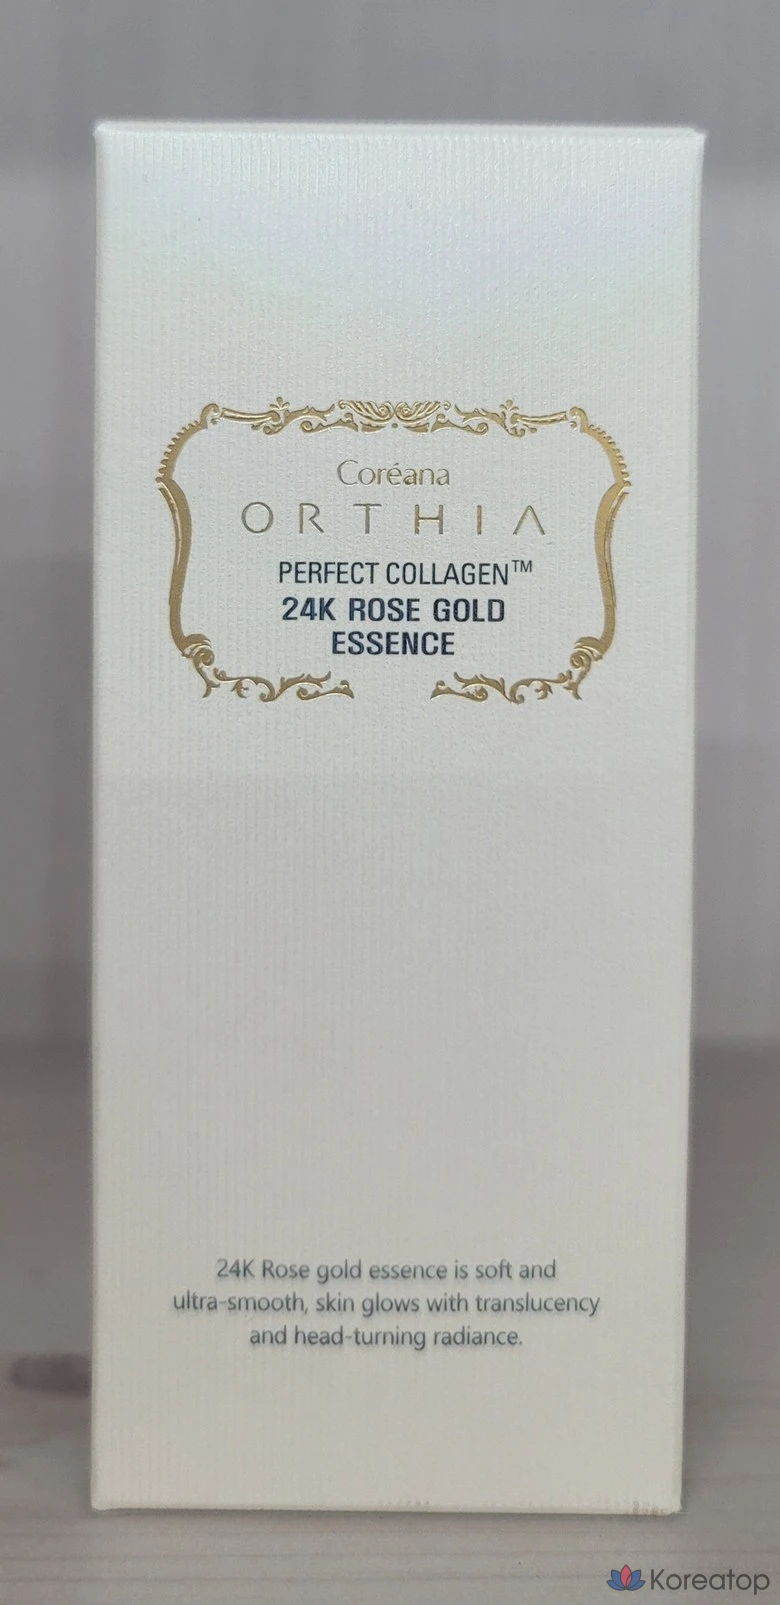 Coréana
ORTHIA
PERFECT COLLAGEN™
24K ROSE GOLD
ESSENCE
24K Rose gold essence is soft and
ultra-smooth, skin glows with translucency
and head-turning radiance.
Koreatop